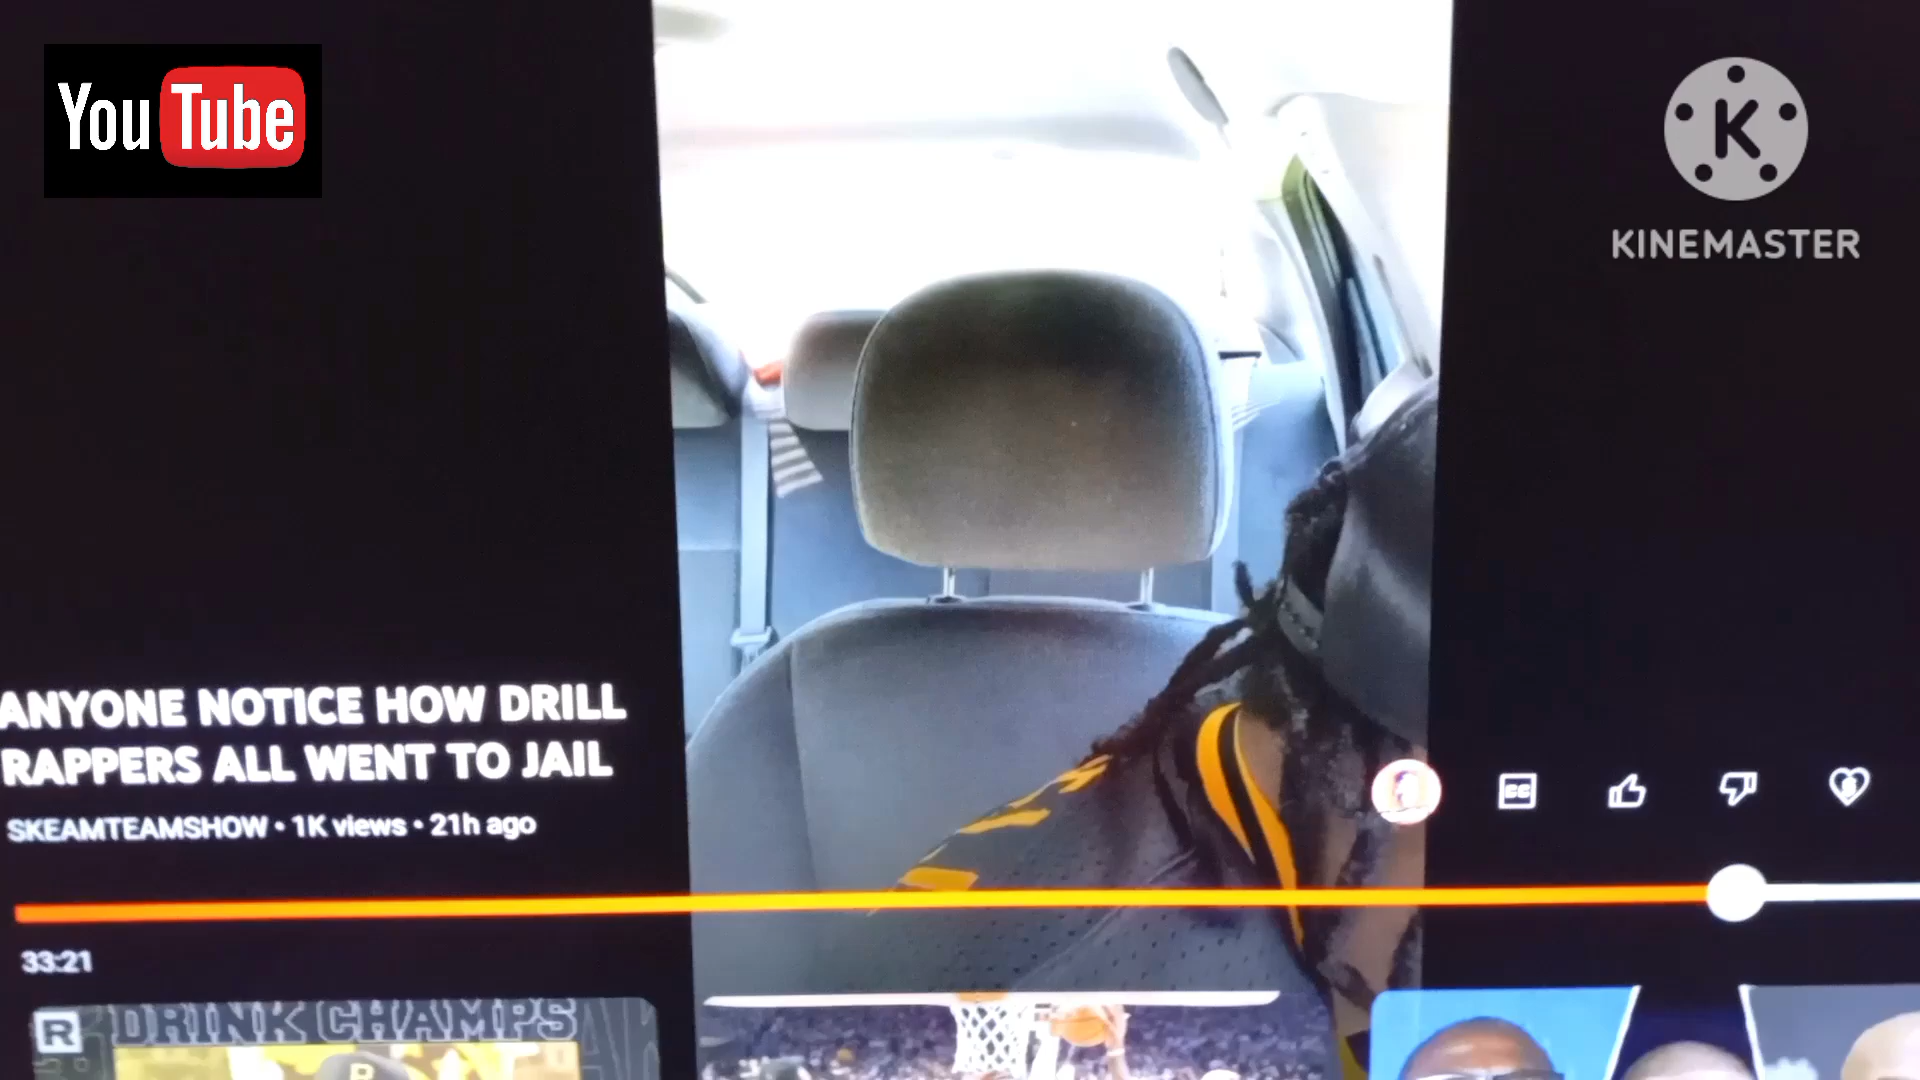 YouTube
K
KINEMASTER
ANYONE NOTICE HOW DRILL
RAPPERS ALL WENT TO JAIL
SKEAMTEAMSHOW • 1K views • 21h ago
CC
33:21
R
DRINK CHAMPS
P